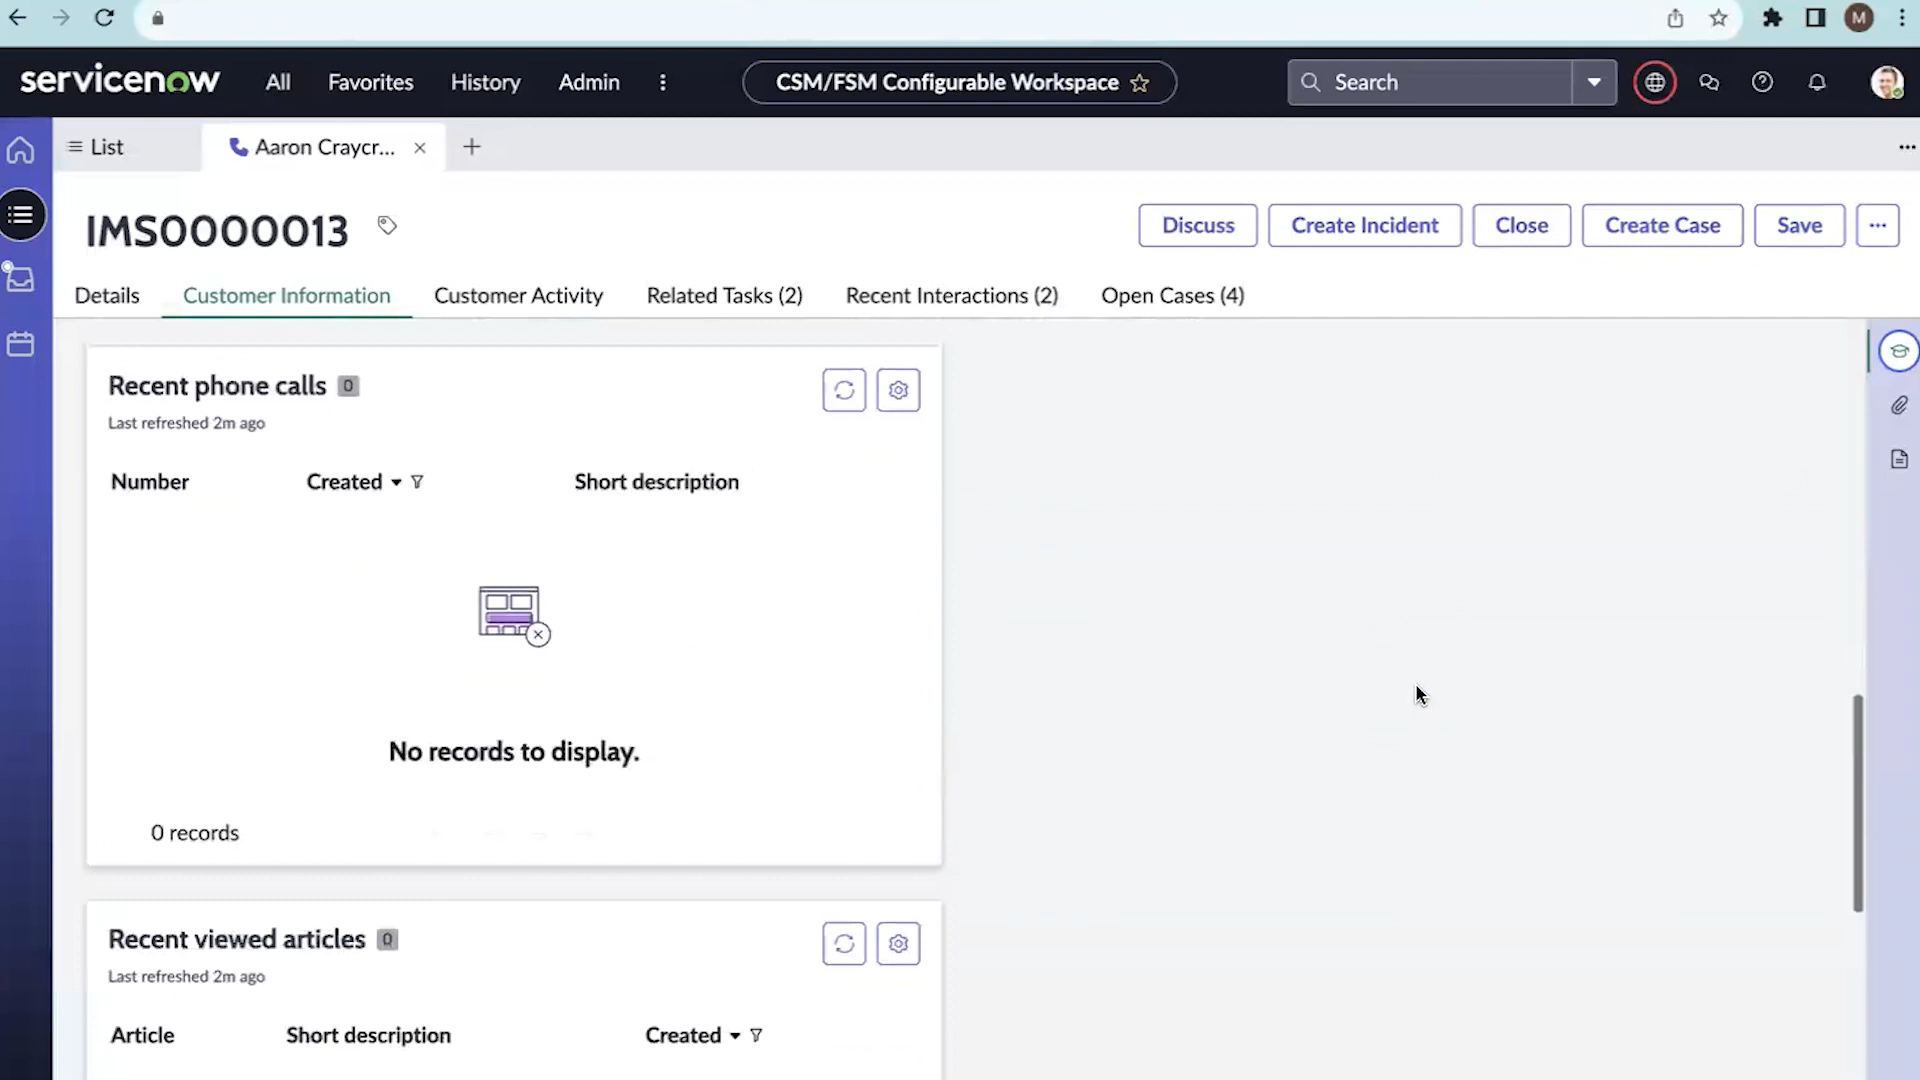 M
servicenow All Favorites History Admin CSM/FSM Configurable Workspace Search
List Aaron Craycr...
IMS0000013 Discuss Create Incident Close Create Case Save
Details Customer Information Customer Activity Related Tasks (2) Recent Interactions (2) Open Cases (4)
Recent phone calls 0
Last refreshed 2m ago
Number Created Short description
No records to display.
0 records
Recent viewed articles 0
Last refreshed 2m ago
Article Short description Created